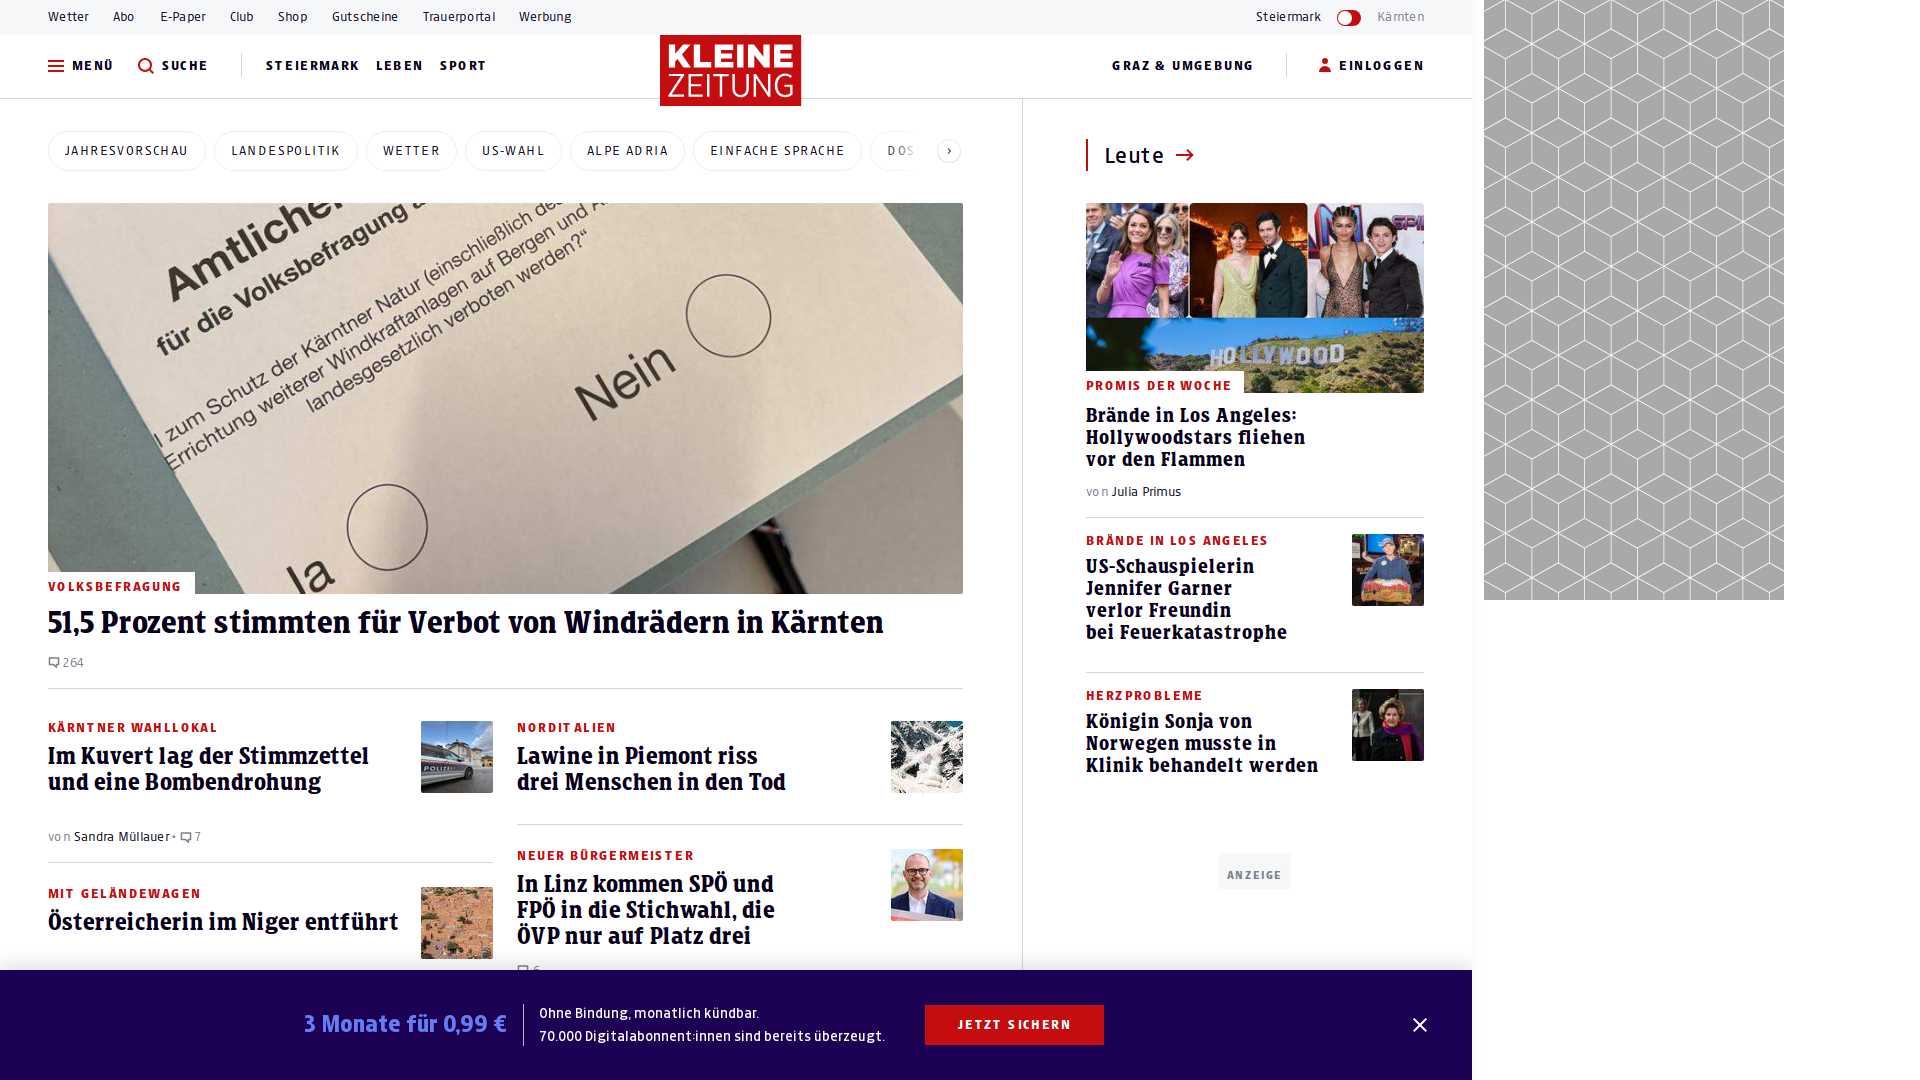 Wetter Abo E-Paper Club Shop Gutscheine Trauerportal Werbung Steiermark Kärnten
MENÜ SUCHE STEIERMARK LEBEN SPORT KLEINE ZEITUNG GRAZ & UMGEBUNG EINLOGGEN
JAHRESVORSCHAU LANDESPOLITIK WETTER US-WAHL ALPE ADRIA EINFACHE SPRACHE DOS
für die Volksbefragung
zum Schutz der Kärntner Natur (einschließlich
Errichtung weiterer Windkraftanlagen auf Bergen und
landesgesetzlich verboten werden?“
Nein
Ja
VOLKSBEFRAGUNG
51,5 Prozent stimmten für Verbot von Windrädern in Kärnten
264
KÄRNTNER WAHLLOKAL
Im Kuvert lag der Stimmzettel
und eine Bombendrohung
von Sandra Müllauer • 7
MIT GELÄNDEWAGEN
Österreicherin im Niger entführt
NORDITALIEN
Lawine in Piemont riss
drei Menschen in den Tod
NEUER BÜRGERMEISTER
In Linz kommen SPÖ und
FPÖ in die Stichwahl, die
ÖVP nur auf Platz drei
6
Leute
HOLLYWOOD
PROMIS DER WOCHE
Brände in Los Angeles:
Hollywoodstars fliehen
vor den Flammen
von Julia Primus
BRÄNDE IN LOS ANGELES
US-Schauspielerin
Jennifer Garner
verlor Freundin
bei Feuerkatastrophe
HERZPROBLEME
Königin Sonja von
Norwegen musste in
Klinik behandelt werden
ANZEIGE
3 Monate für 0,99 €
Ohne Bindung, monatlich kündbar.
70.000 Digitalabonnent:innen sind bereits überzeugt.
JETZT SICHERN